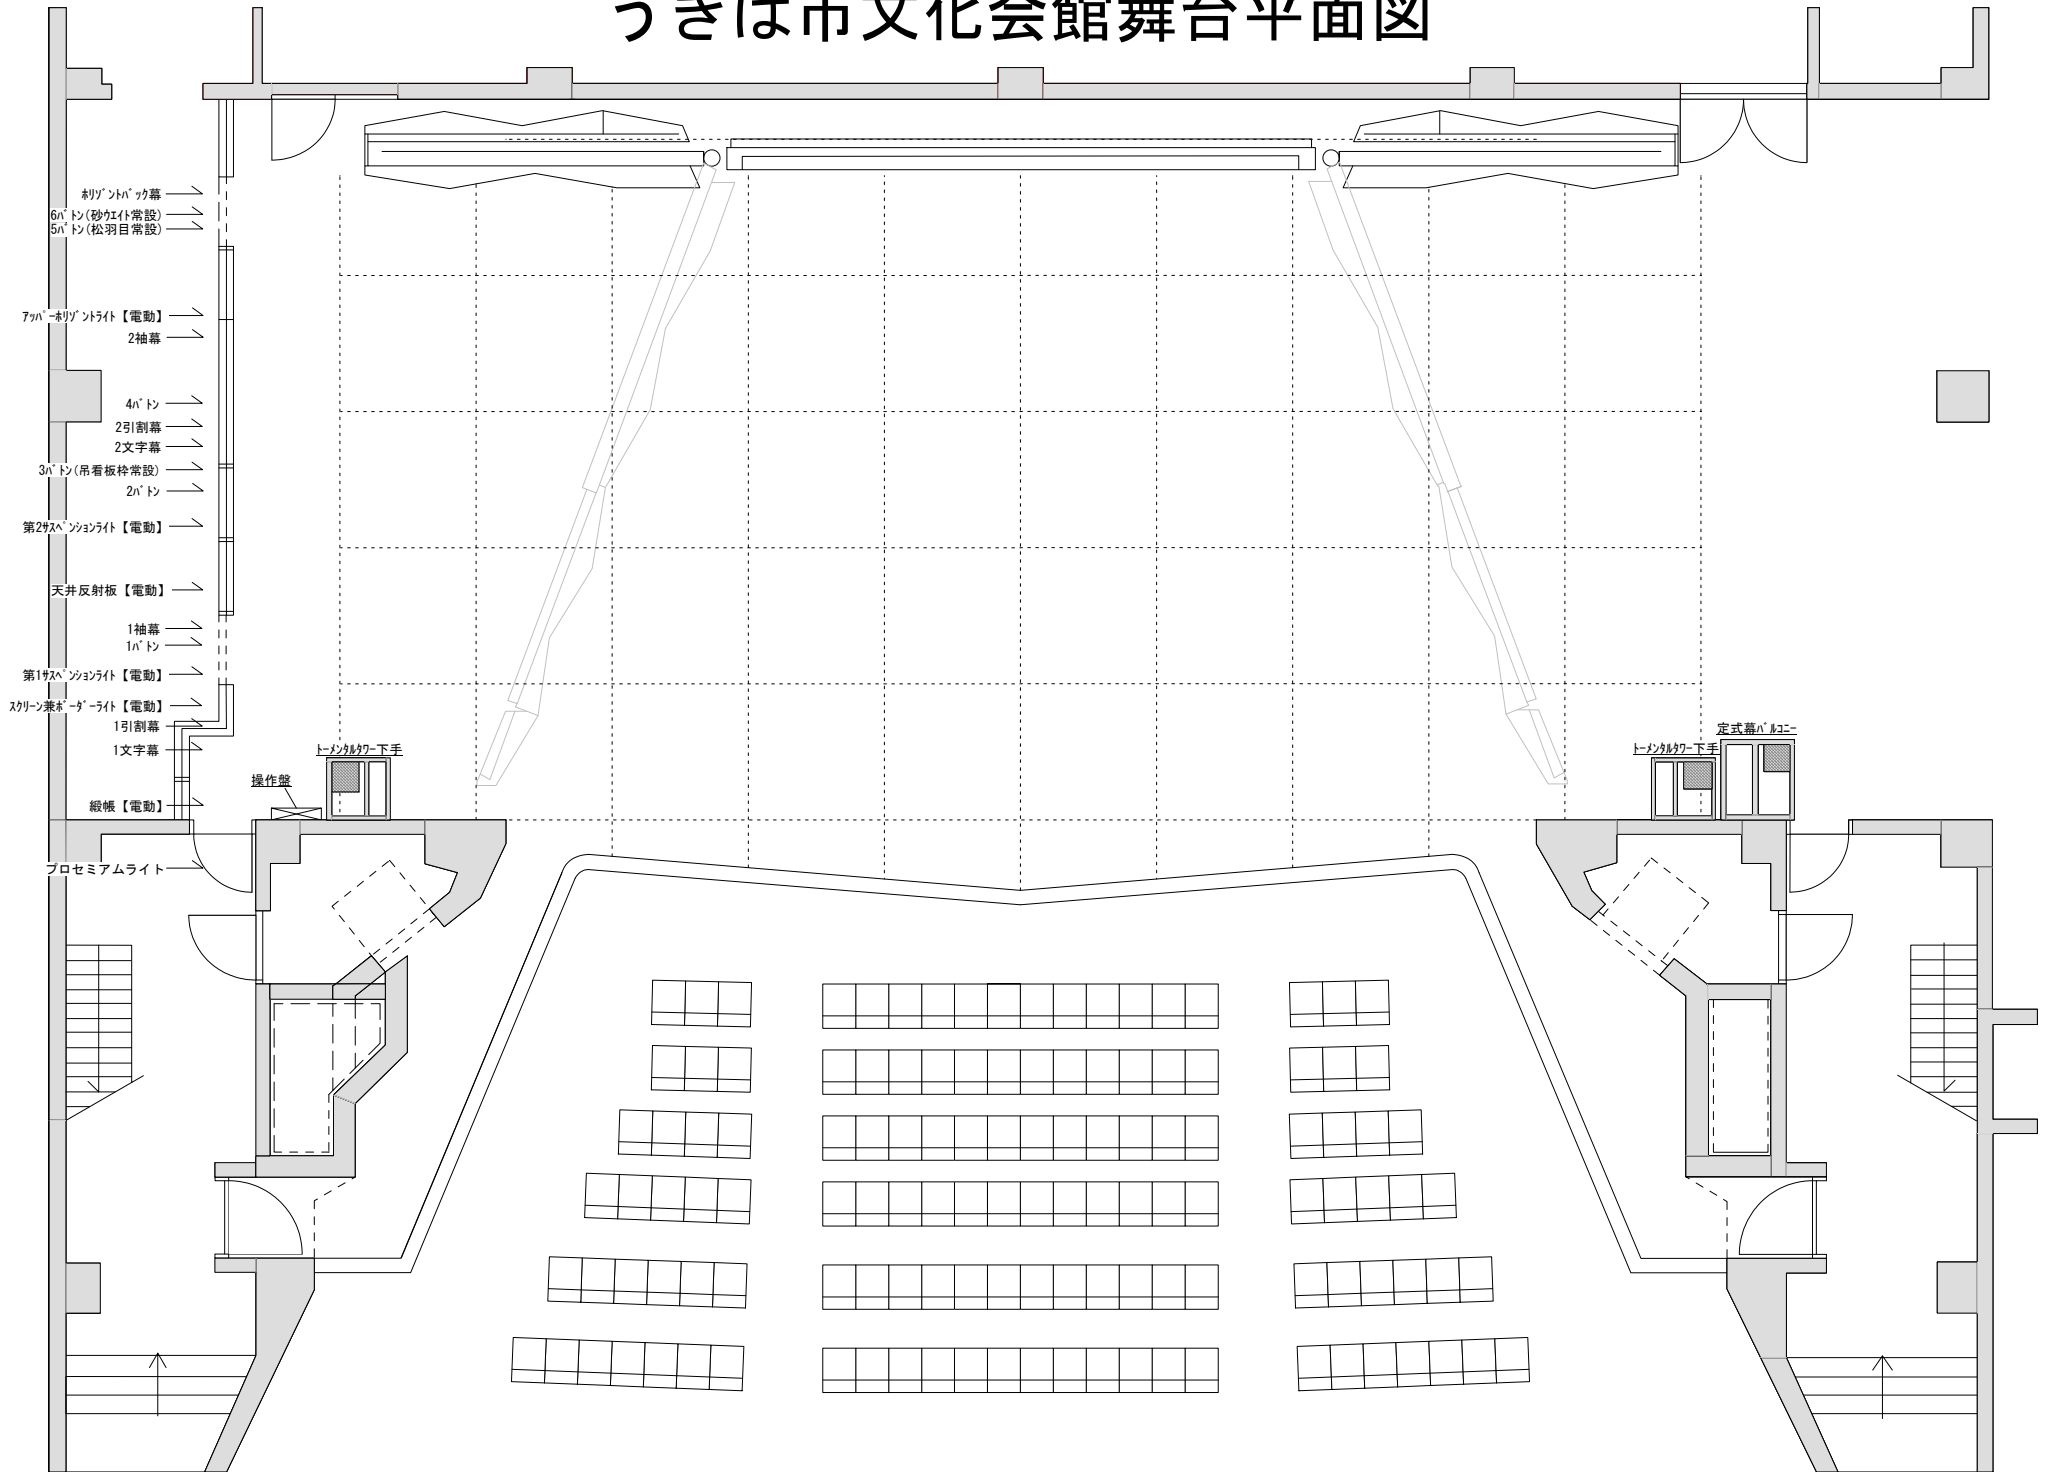 うきは市文化会館舞台平面図
ﾎﾘｿﾞﾝﾄﾊﾞｯｸ幕
6ﾊﾞﾄﾝ(砂ｳｴｲﾄ常設)
5ﾊﾞﾄﾝ(松羽目常設)
ｱｯﾊﾟｰﾎﾘｿﾞﾝﾄﾗｲﾄ【電動】
2袖幕
4ﾊﾞﾄﾝ
2引割幕
2文字幕
3ﾊﾞﾄﾝ(吊看板枠常設)
2ﾊﾞﾄﾝ
第2ｻｽﾍﾟﾝｼｮﾝﾗｲﾄ【電動】
天井反射板【電動】
1袖幕
1ﾊﾞﾄﾝ
第1ｻｽﾍﾟﾝｼｮﾝﾗｲﾄ【電動】
ｽｸﾘｰﾝ兼ﾎﾞｰﾀﾞｰﾗｲﾄ【電動】
1引割幕
1文字幕
ﾄｰﾒﾝﾀﾙﾀﾜｰ下手
ﾄｰﾒﾝﾀﾙﾀﾜｰ下手
定式幕ﾊﾞﾙｺﾆｰ
操作盤
緞帳【電動】
プロセミアムライト